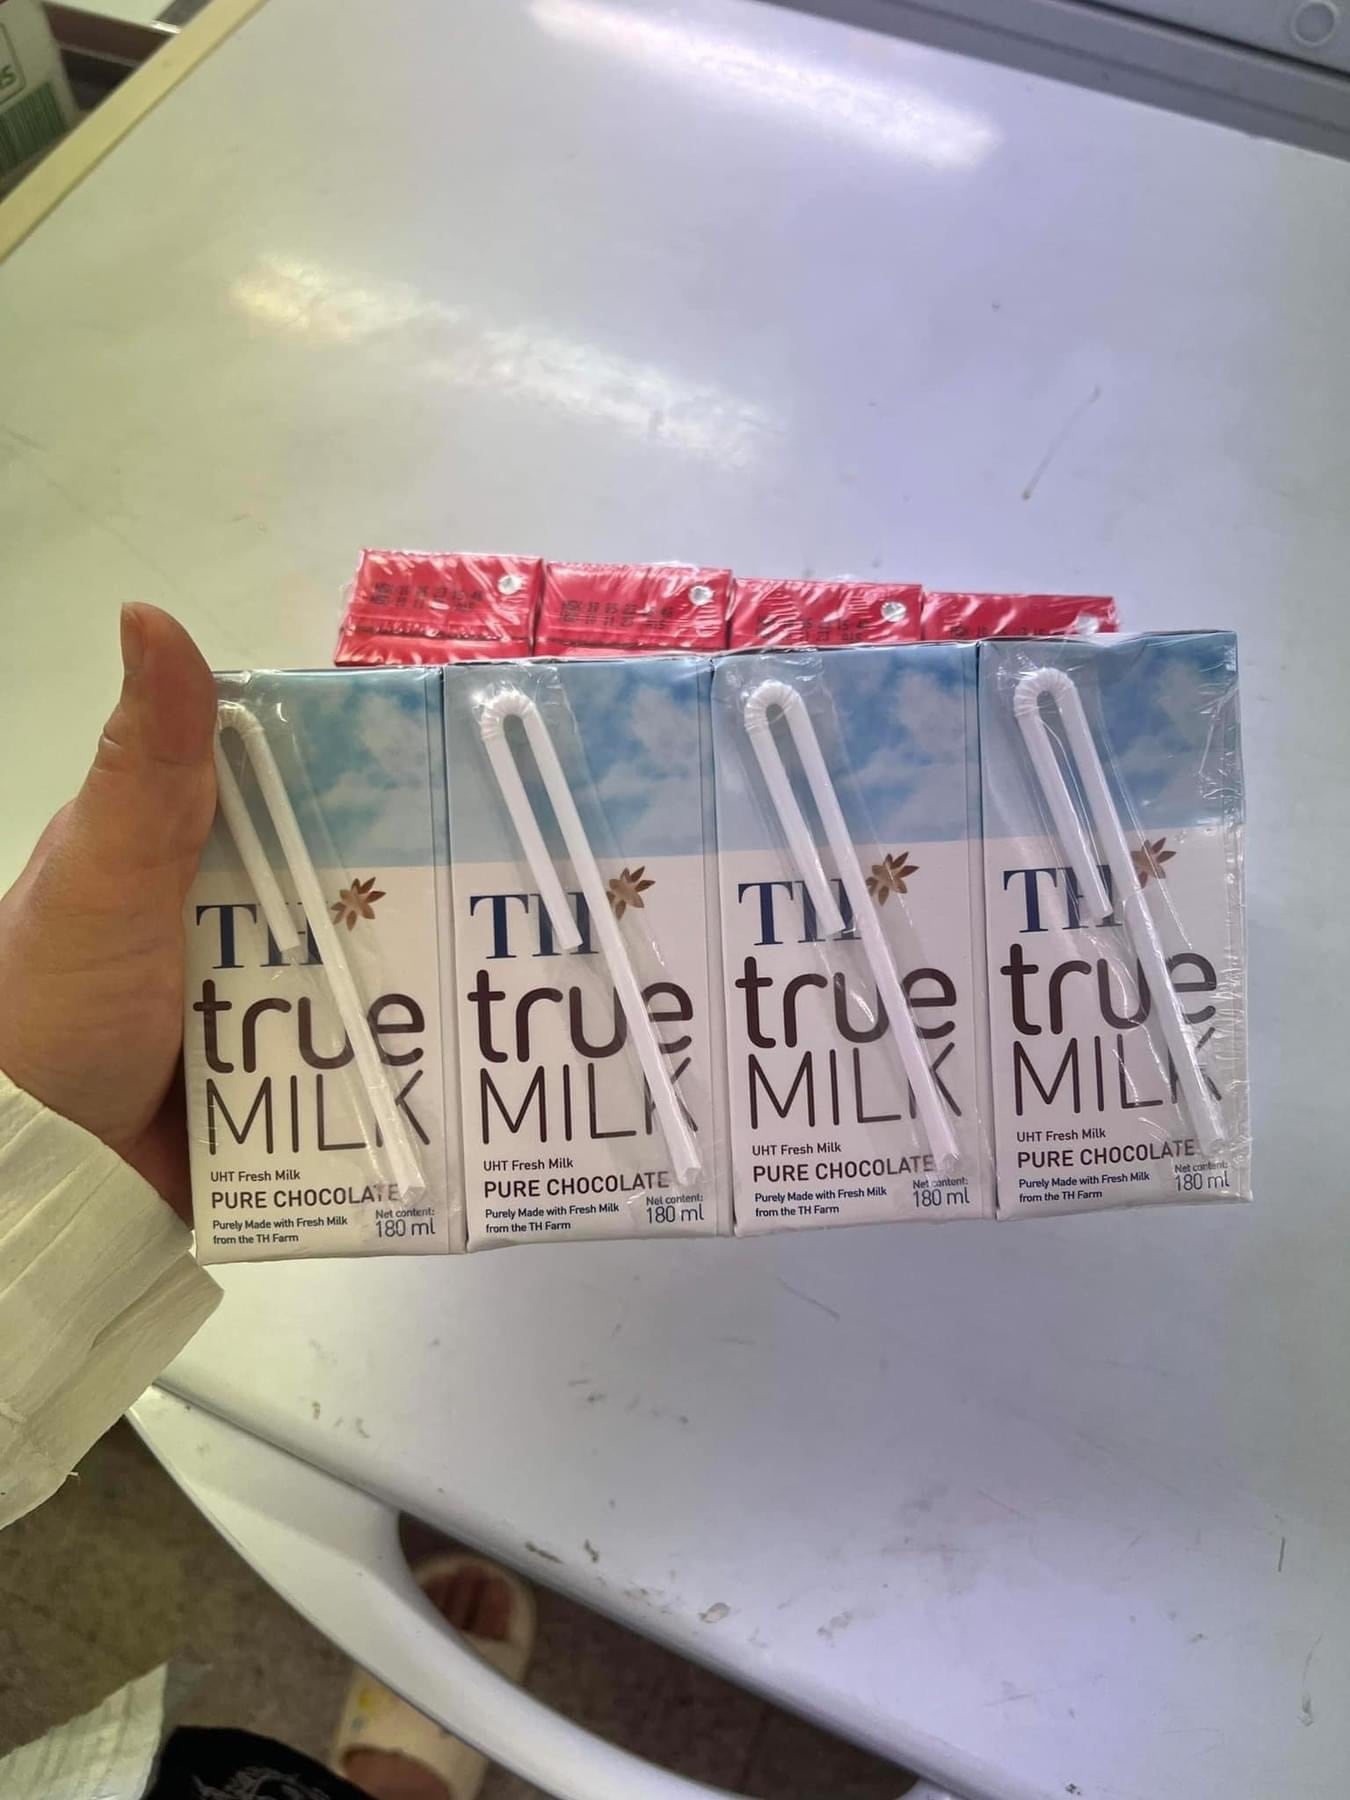 TH
true
MILK
UHT Fresh Milk
PURE CHOCOLATE
Purely Made with Fresh Milk
from the TH Farm
Net content:
180 ml
TH
true
MILK
UHT Fresh Milk
PURE CHOCOLATE
Purely Made with Fresh Milk
from the TH Farm
Net content:
180 ml
TH
true
MILK
UHT Fresh Milk
PURE CHOCOLATE
Purely Made with Fresh Milk
from the TH Farm
Net content:
180 ml
TH
true
MILK
UHT Fresh Milk
PURE CHOCOLATE
Purely Made with Fresh Milk
from the TH Farm
Net content:
180 ml